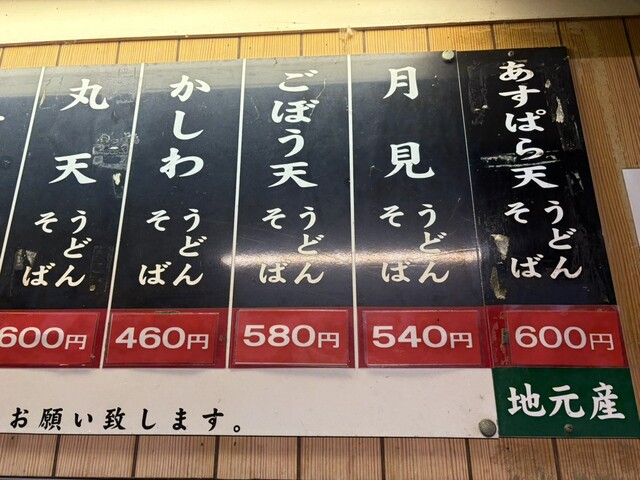 あすぱら天
うどん
そば
600円
地元産
月見
うどん
そば
540円
ごぼう天
うどん
そば
580円
かしわ
うどん
そば
460円
丸天
うどん
そば
600円
お願い致します。